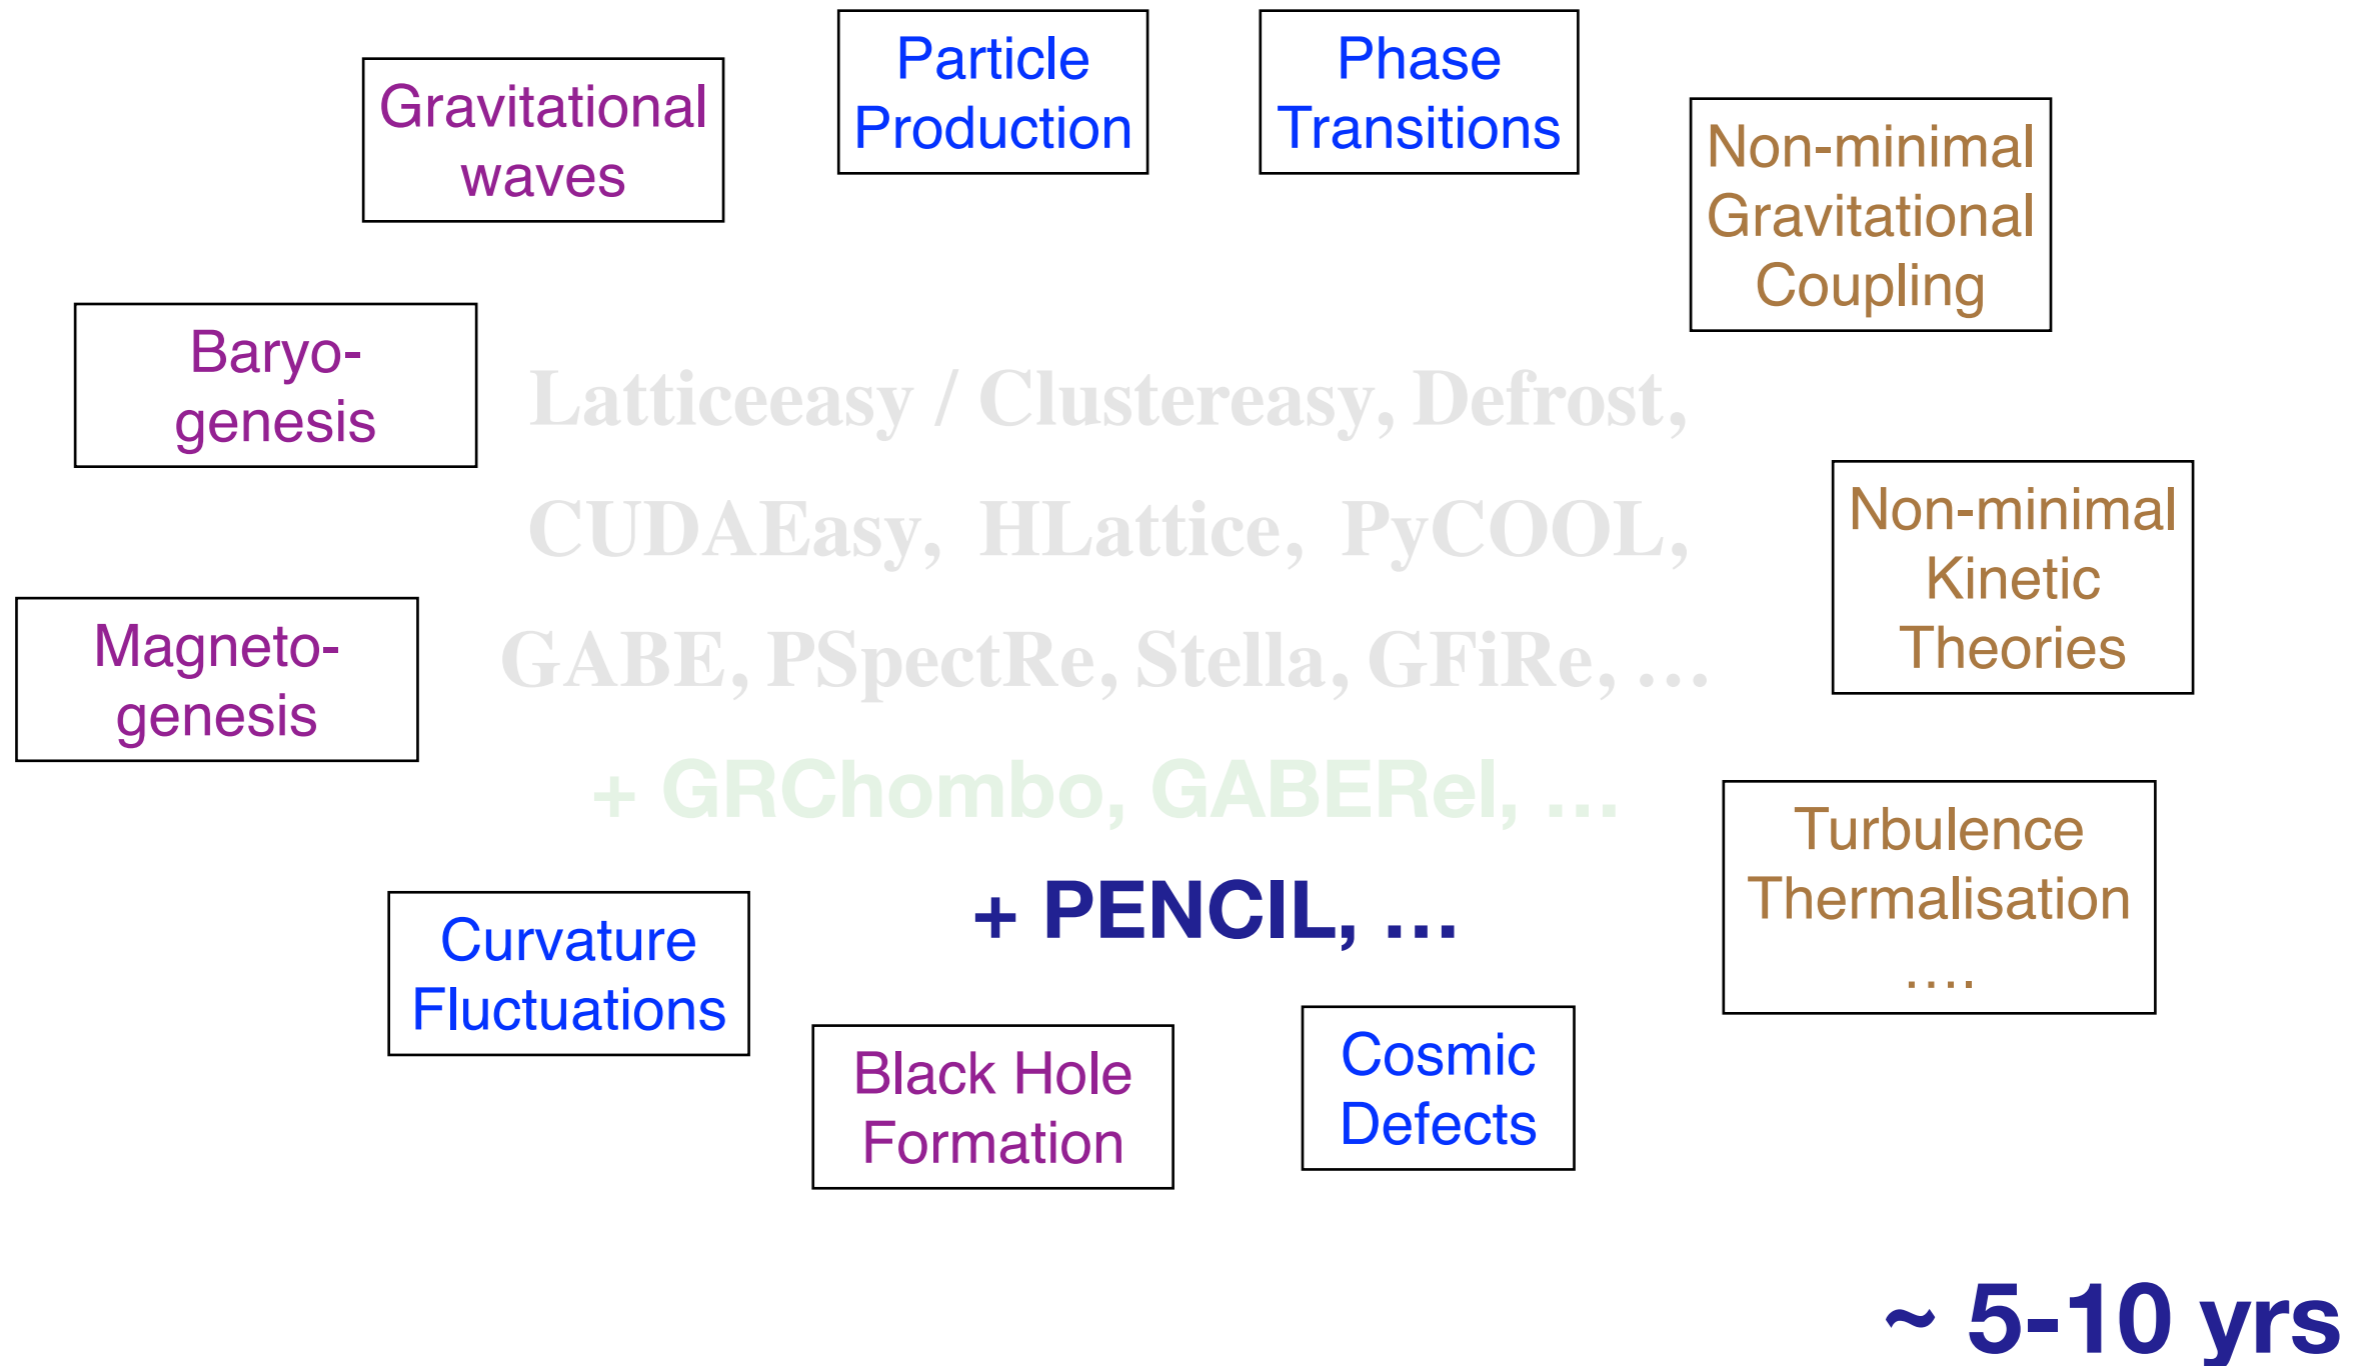 Particle
Production
Phase
Transitions
Gravitational
waves
Non-minimal
Gravitational
Coupling
Baryo-
genesis
Latticeeasy / Clustereasy, Defrost,
CUDAEasy, HLattice, PyCOOL,
GABE, PSpectRe, Stella, GFiRe, ...
+ GRChombo, GABERel, ...
+ PENCIL, ...
Non-minimal
Kinetic
Theories
Magneto-
genesis
Turbulence
Thermalisation
....
Curvature
Fluctuations
Black Hole
Formation
Cosmic
Defects
~ 5-10 yrs